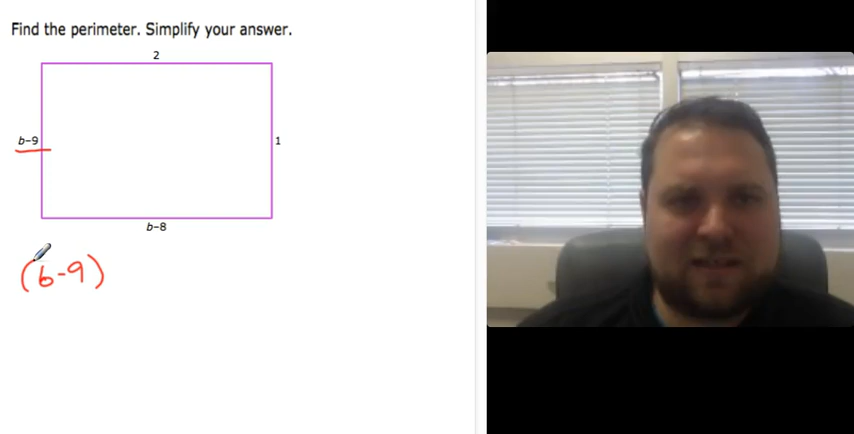 Find the perimeter. Simplify your answer.
2
b–9
1
b–8
(b-9)